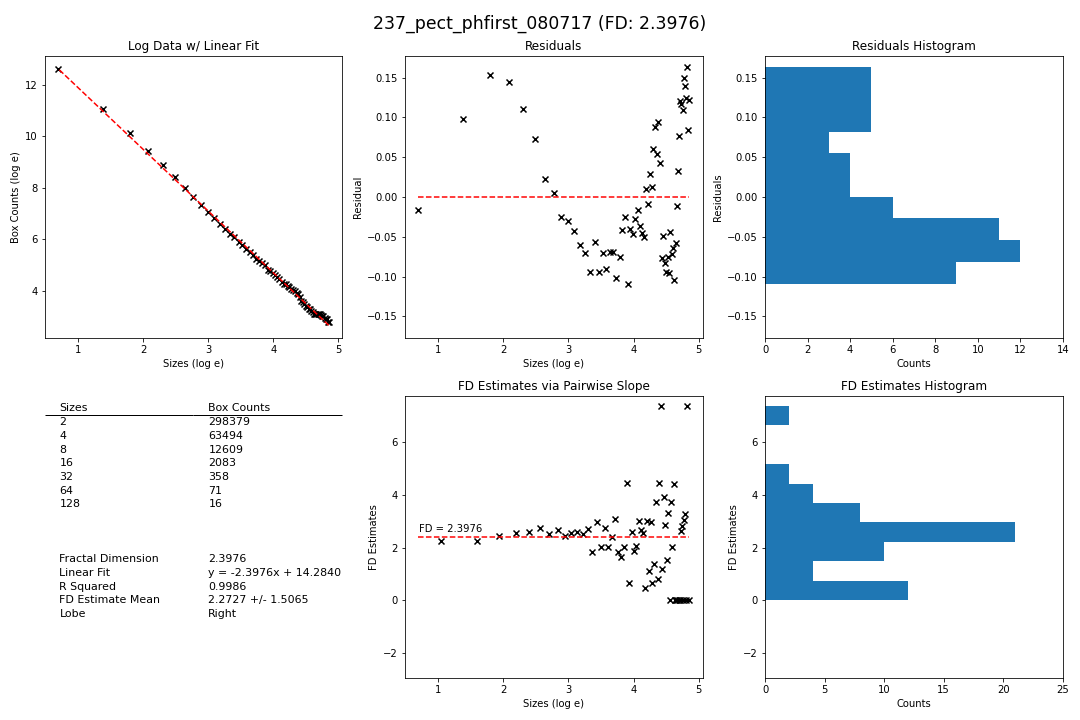 237_pect_phfirst_080717 (FD: 2.3976)
Log Data w/ Linear Fit
Box Counts (log e)
12
10
8
6
4
1 2 3 4 5
Sizes (log e)
Residuals
Residual
0.15
0.10
0.05
0.00
−0.05
−0.10
−0.15
1 2 3 4 5
Sizes (log e)
Residuals Histogram
Residuals
0.15
0.10
0.05
0.00
−0.05
−0.10
−0.15
0 2 4 6 8 10 12 14
Counts
Sizes Box Counts
2 298379
4 63494
8 12609
16 2083
32 358
64 71
128 16
Fractal Dimension 2.3976
Linear Fit y = -2.3976x + 14.2840
R Squared 0.9986
FD Estimate Mean 2.2727 +/- 1.5065
Lobe Right
FD Estimates via Pairwise Slope
FD Estimates
6
4
2
0
−2
FD = 2.3976
1 2 3 4 5
Sizes (log e)
FD Estimates Histogram
FD Estimates
6
4
2
0
−2
0 5 10 15 20 25
Counts